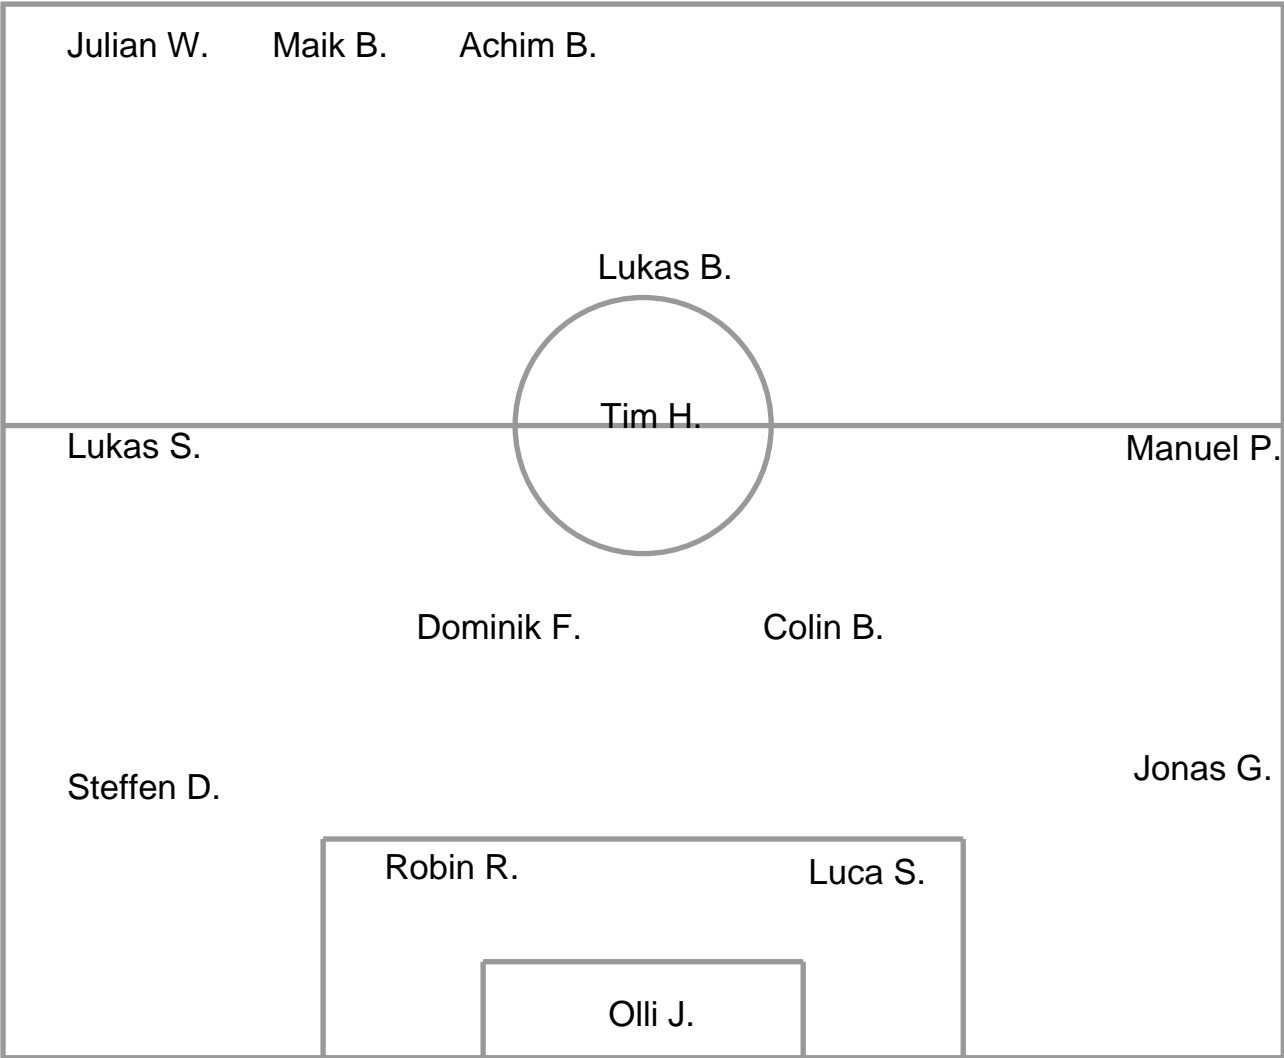 Julian W. Maik B. Achim B.
Lukas B.
Tim H.
Lukas S. Manuel P.
Dominik F. Colin B.
Jonas G.
Steffen D.
Robin R. Luca S.
Olli J.